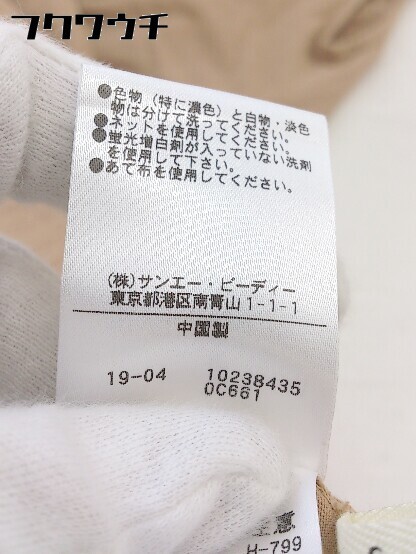 フクワウチ
●色物（特に濃色）と白物・淡色
物は分けて洗ってください。
●ネットを使用してください。
●蛍光増白剤が入っていない洗剤
を使用して下さい。
●あて布を使用してください。
(株)サンエー・ビーディー
東京都港区南青山1-1-1
中国製
19-04 10238435
0C661
注意
H-799